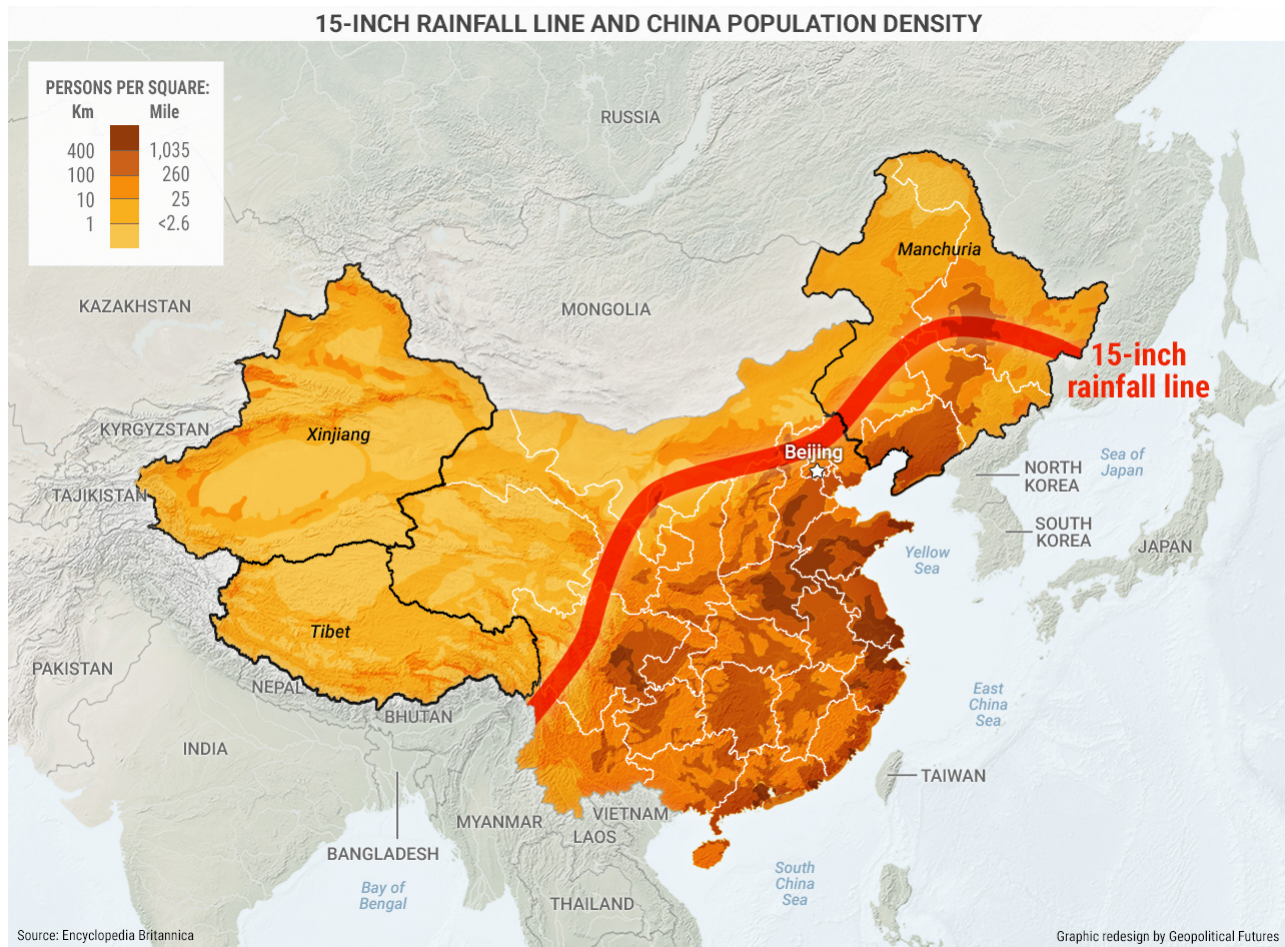 15-INCH RAINFALL LINE AND CHINA POPULATION DENSITY
PERSONS PER SQUARE:
Km Mile
400 1,035
100 260
10 25
1 <2.6
RUSSIA
KAZAKHSTAN
MONGOLIA
Manchuria
15-inch
rainfall line
KYRGYZSTAN
Xinjiang
TAJIKISTAN
Beijing
Sea of
Japan
NORTH
KOREA
SOUTH
KOREA
JAPAN
Yellow
Sea
Tibet
PAKISTAN
NEPAL
BHUTAN
East
China
Sea
INDIA
TAIWAN
MYANMAR
VIETNAM
LAOS
BANGLADESH
Bay of
Bengal
THAILAND
South
China
Sea
Source: Encyclopedia Britannica
Graphic redesign by Geopolitical Futures